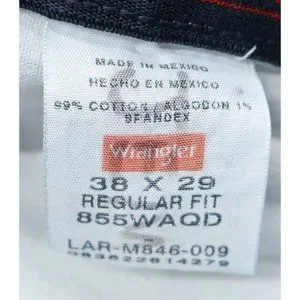 MADE IN MEXICO
HECHO EN MEXICO
99% COTTON / ALGODON 1%
SPANDEX
Wrangler
38 X 29
REGULAR FIT
855WAQD
LAR-M846-009
083622814279